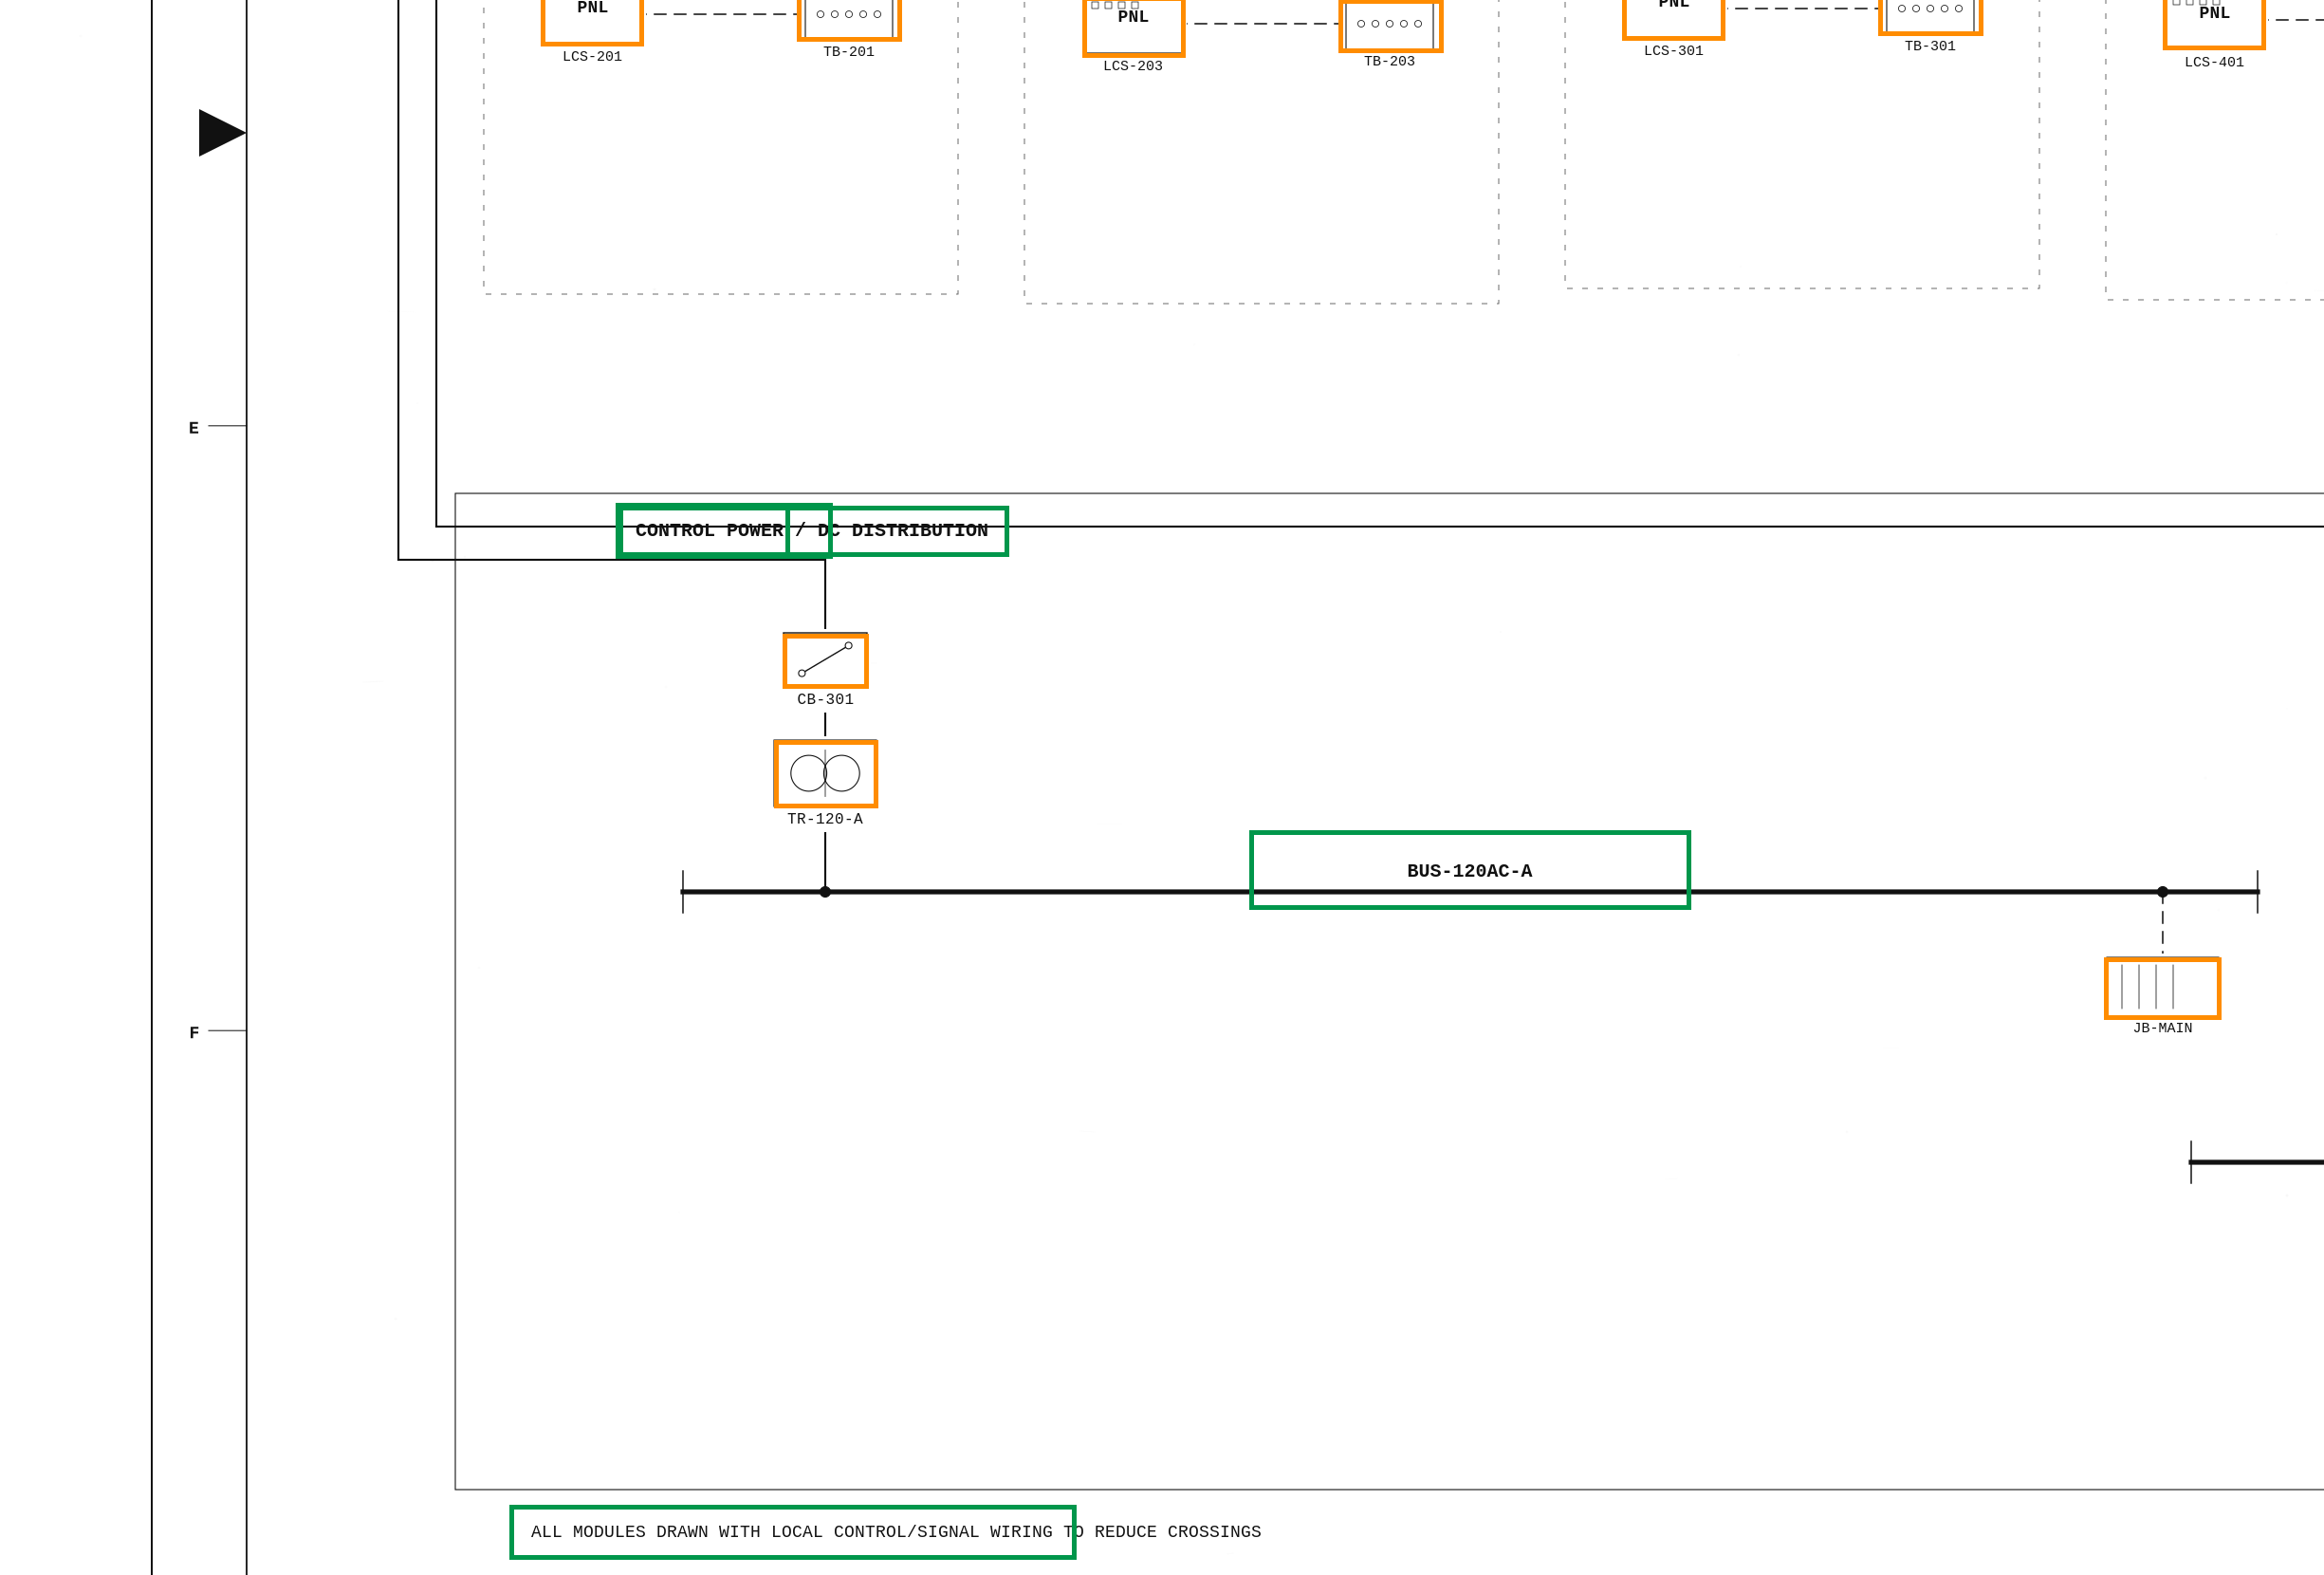 PNL
PNL
PNL
PNL
LCS-201
TB-201
LCS-203
TB-203
LCS-301
TB-301
LCS-401
E
CONTROL POWER / DC DISTRIBUTION
CB-301
TR-120-A
BUS-120AC-A
JB-MAIN
F
ALL MODULES DRAWN WITH LOCAL CONTROL/SIGNAL WIRING TO REDUCE CROSSINGS